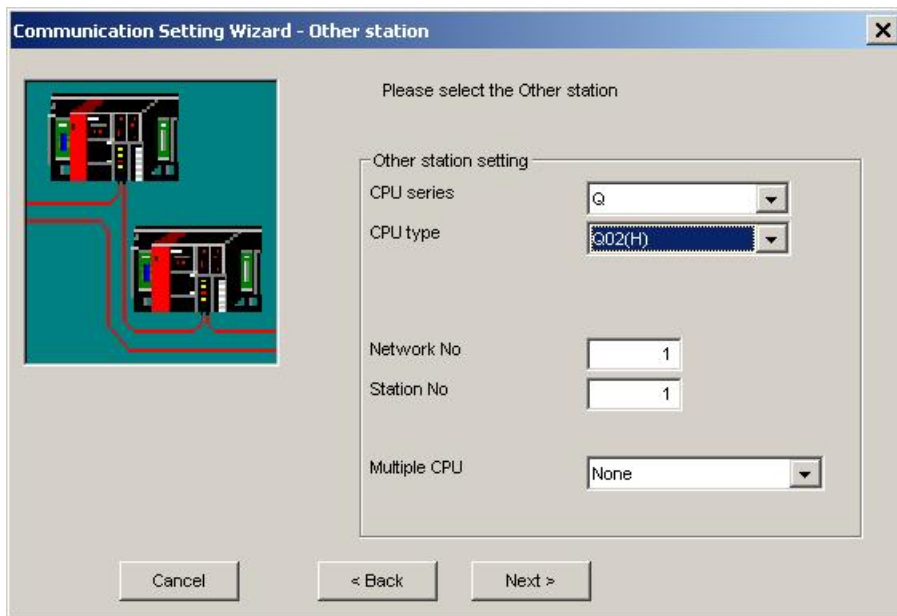 Communication Setting Wizard - Other station
Please select the Other station
Other station setting
CPU series Q
CPU type Q02(H)
Network No 1
Station No 1
Multiple CPU None
Cancel < Back Next >